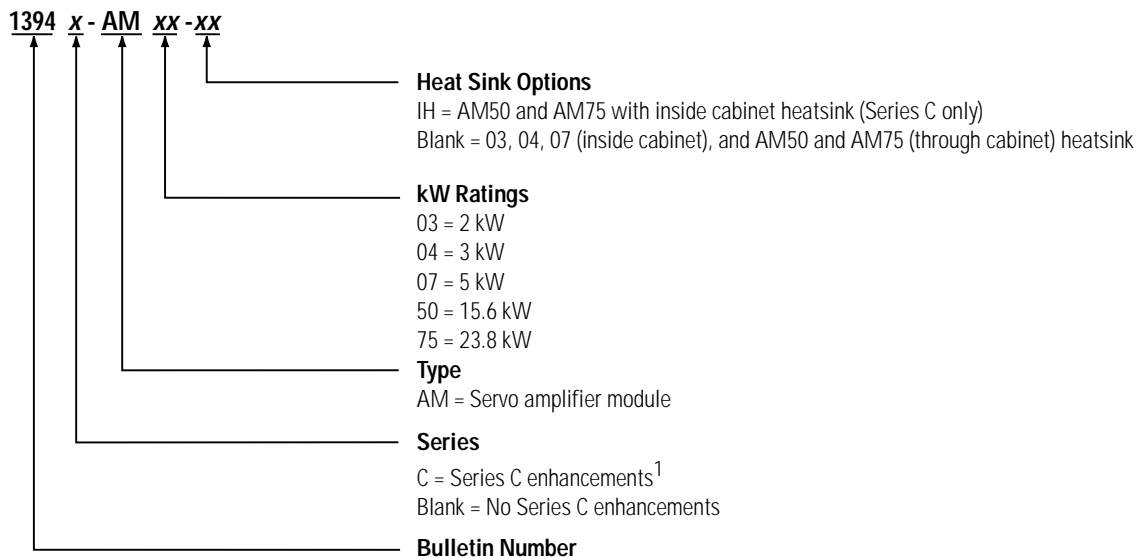 1394 x - AM xx -xx
Heat Sink Options
IH = AM50 and AM75 with inside cabinet heatsink (Series C only)
Blank = 03, 04, 07 (inside cabinet), and AM50 and AM75 (through cabinet) heatsink
kW Ratings
03 = 2 kW
04 = 3 kW
07 = 5 kW
50 = 15.6 kW
75 = 23.8 kW
Type
AM = Servo amplifier module
Series
C = Series C enhancements1
Blank = No Series C enhancements
Bulletin Number